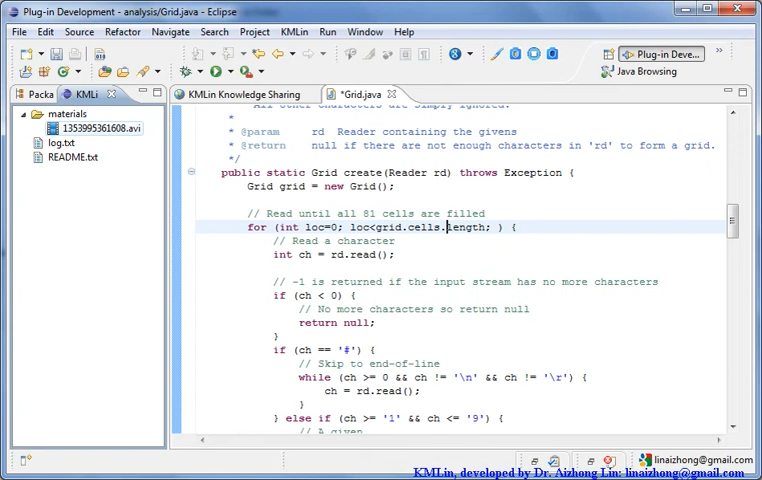 Plug-in Development - analysis/Grid.java - Eclipse
File Edit Source Refactor Navigate Search Project KMLin Run Window Help
Plug-in Deve...
Java Browsing
Packa KMLi
KMLin Knowledge Sharing *Grid.java
materials
1353995361608.avi
log.txt
README.txt
* All other characters are simply ignored.
*
* @param rd Reader containing the givens
* @return null if there are not enough characters in 'rd' to form a grid.
*/
public static Grid create(Reader rd) throws Exception {
Grid grid = new Grid();
// Read until all 81 cells are filled
for (int loc=0; loc<grid.cells.length; ) {
// Read a character
int ch = rd.read();
// -1 is returned if the input stream has no more characters
if (ch < 0) {
// No more characters so return null
return null;
}
if (ch == '#') {
// Skip to end-of-line
while (ch >= 0 && ch != '\n' && ch != '\r') {
ch = rd.read();
}
} else if (ch >= '1' && ch <= '9') {
// A given
linaizhong@gmail.com
KMLin, developed by Dr. Aizhong Lin: linaizhong@gmail.com